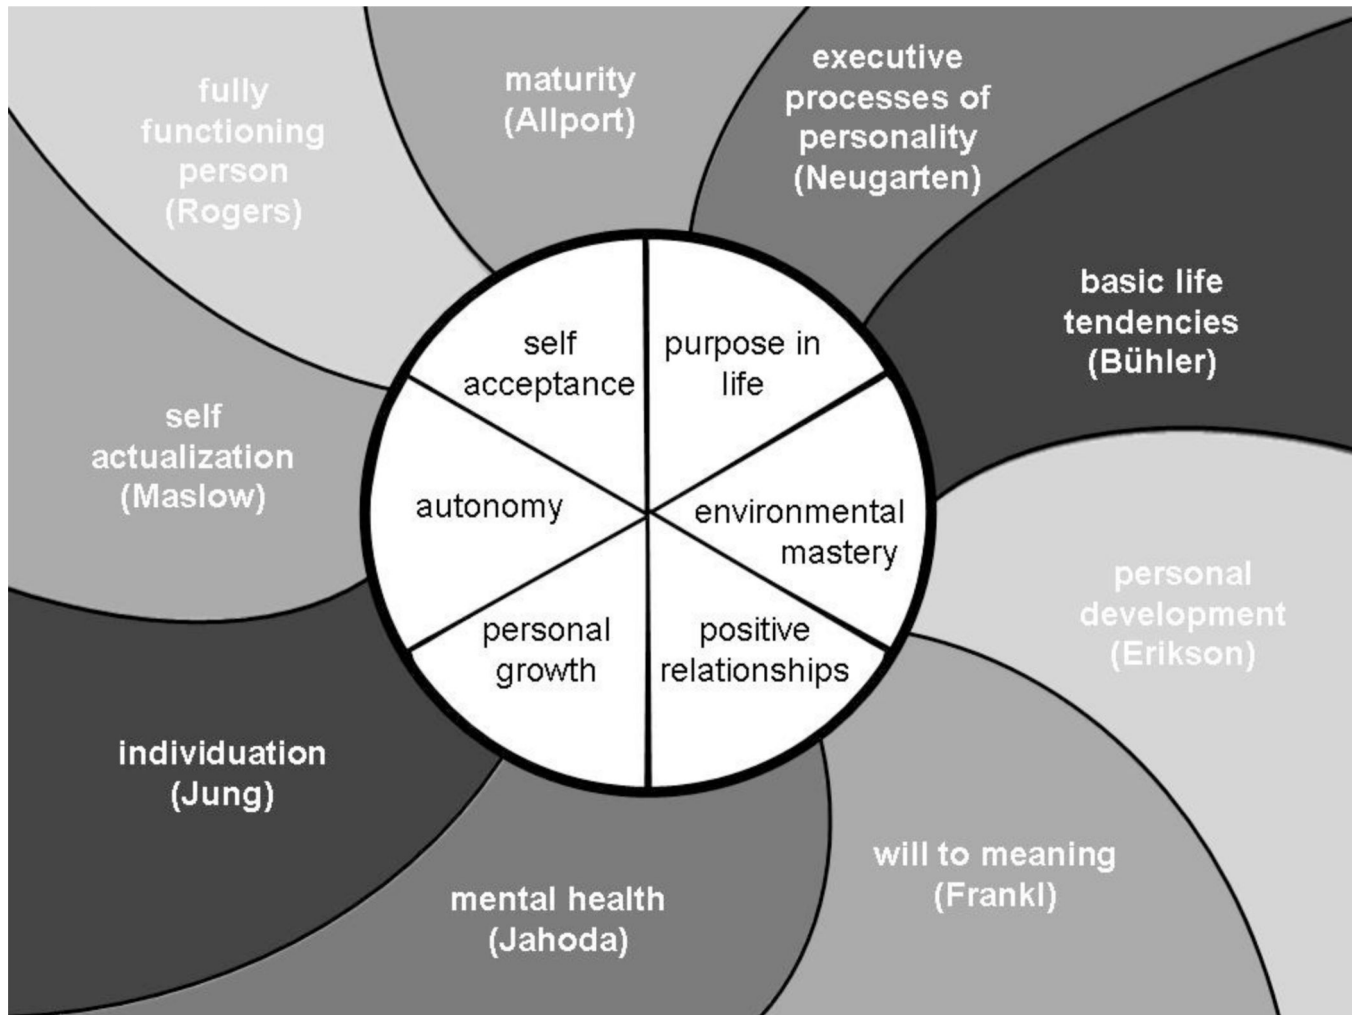 fully
functioning
person
(Rogers)
maturity
(Allport)
executive
processes of
personality
(Neugarten)
basic life
tendencies
(Bühler)
personal
development
(Erikson)
will to meaning
(Frankl)
mental health
(Jahoda)
individuation
(Jung)
self
actualization
(Maslow)
self
acceptance
purpose in
life
environmental
mastery
positive
relationships
personal
growth
autonomy